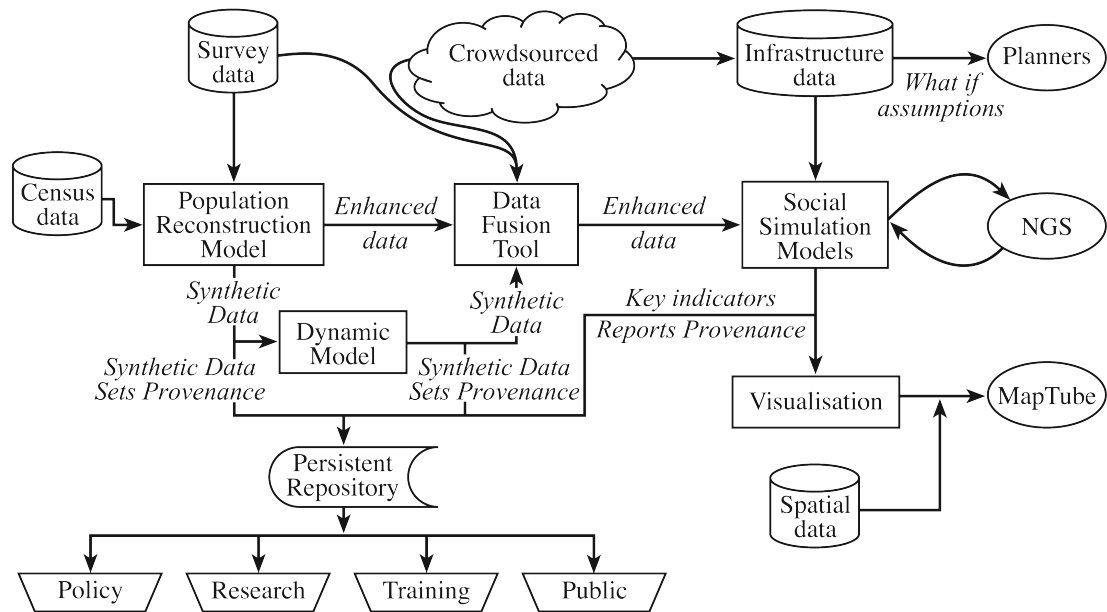 Survey
data
Crowdsourced
data
Infrastructure
data
Planners
What if
assumptions
Census
data
Population
Reconstruction
Model
Enhanced
data
Data
Fusion
Tool
Enhanced
data
Social
Simulation
Models
NGS
Synthetic
Data
Dynamic
Model
Synthetic
Data
Key indicators
Reports Provenance
Synthetic Data
Sets Provenance
Synthetic Data
Sets Provenance
Visualisation
MapTube
Persistent
Repository
Spatial
data
Policy
Research
Training
Public